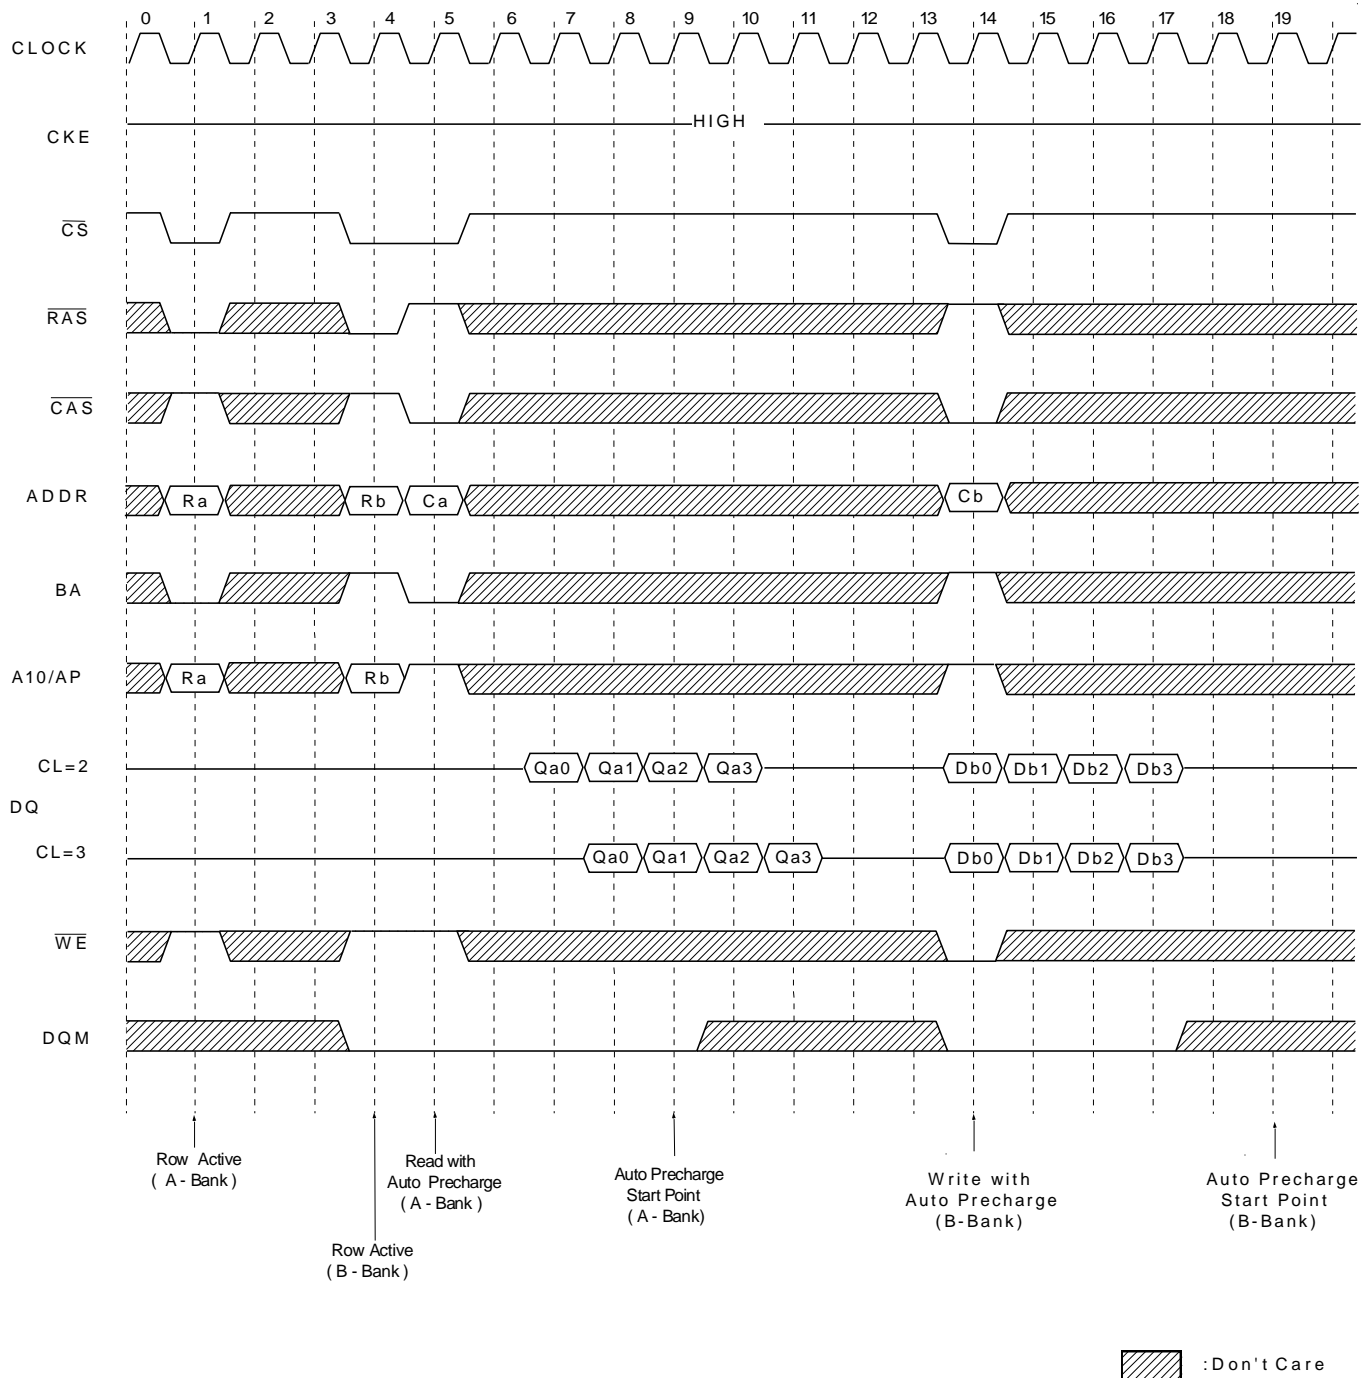 0 1 2 3 4 5 6 7 8 9 10 11 12 13 14 15 16 17 18 19
CLOCK
HIGH
CKE
CS
RAS
CAS
ADDR Ra Rb Ca Cb
BA
A10/AP Ra Rb
CL=2 Qa0 Qa1 Qa2 Qa3 Db0 Db1 Db2 Db3
DQ
CL=3 Qa0 Qa1 Qa2 Qa3 Db0 Db1 Db2 Db3
WE
DQM
Row Active
( A - Bank )
Row Active
( B - Bank )
Read with
Auto Precharge
( A - Bank )
Auto Precharge
Start Point
( A - Bank)
Write with
Auto Precharge
(B-Bank)
Auto Precharge
Start Point
(B-Bank)
:Don't Care